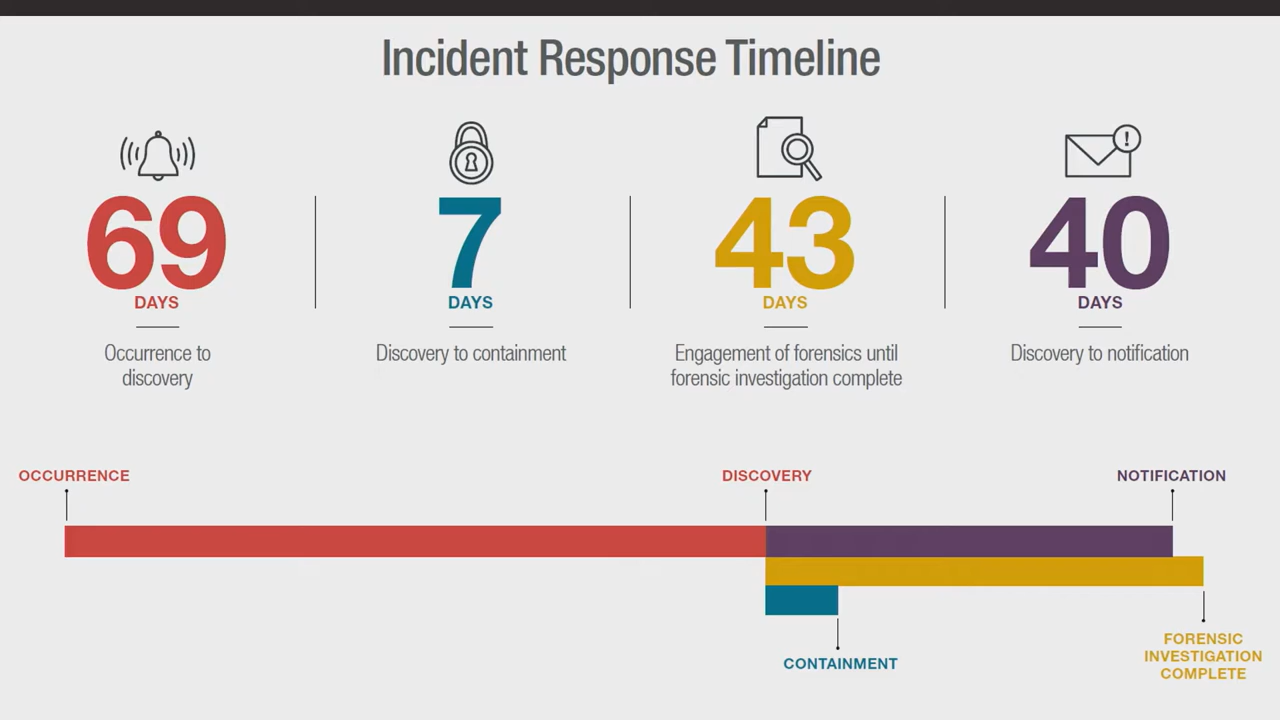 Incident Response Timeline
69
DAYS
Occurrence to
discovery
7
DAYS
Discovery to containment
43
DAYS
Engagement of forensics until
forensic investigation complete
40
DAYS
Discovery to notification
OCCURRENCE
DISCOVERY
NOTIFICATION
CONTAINMENT
FORENSIC
INVESTIGATION
COMPLETE